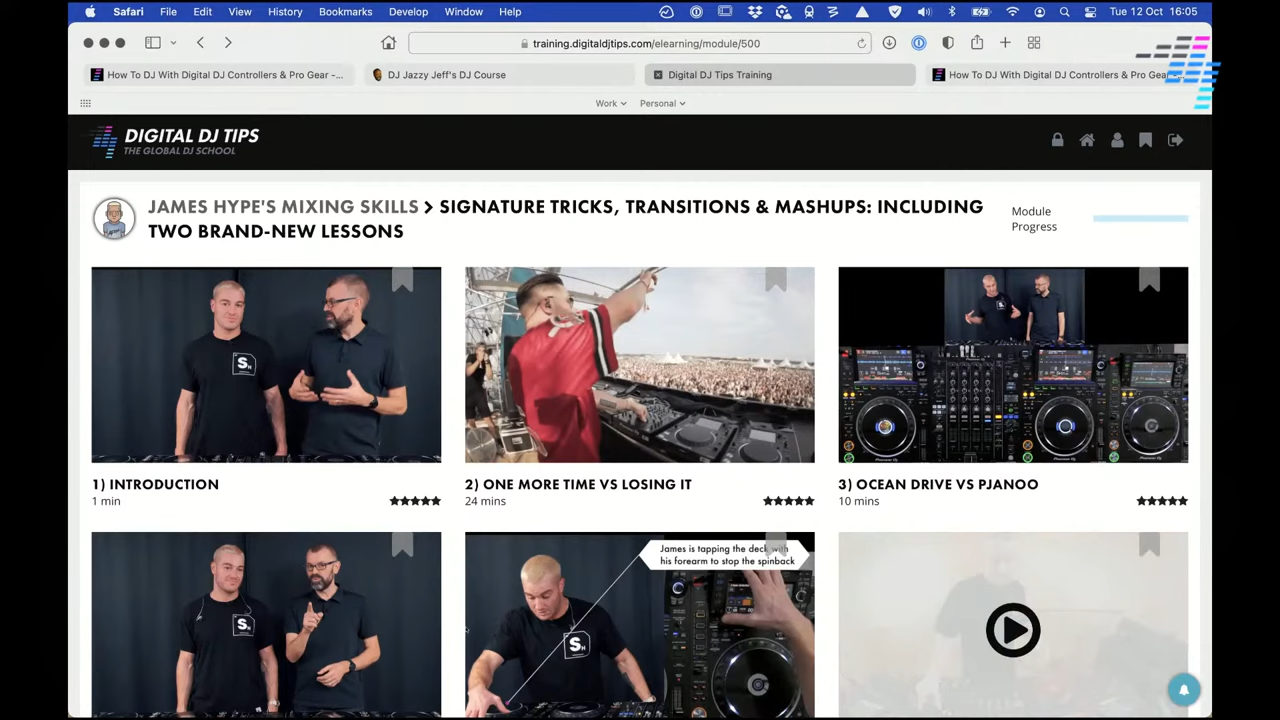 Safari File Edit View History Bookmarks Develop Window Help Tue 12 Oct 16:05
training.digitaldjtips.com/elearning/module/500
How To DJ With Digital DJ Controllers & Pro Gear -... DJ Jazzy Jeff's DJ Course Digital DJ Tips Training How To DJ With Digital DJ Controllers & Pro Gear -...
Work Personal
DIGITAL DJ TIPS
THE GLOBAL DJ SCHOOL
JAMES HYPE'S MIXING SKILLS > SIGNATURE TRICKS, TRANSITIONS & MASHUPS: INCLUDING
TWO BRAND-NEW LESSONS
Module
Progress
1) INTRODUCTION
1 min
2) ONE MORE TIME VS LOSING IT
24 mins
3) OCEAN DRIVE VS PJANOO
10 mins
James is tapping the deck with
his forearm to stop the spinback